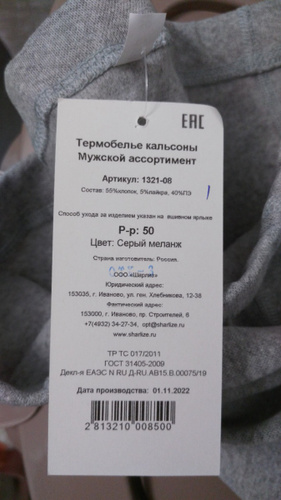 EAC
Термобелье кальсоны
Мужской ассортимент
Артикул: 1321-08
Состав: 55%хлопок, 5%лайкра, 40%ПЭ
Способ ухода за изделием указан на вшивном ярлыке
Р-р: 50
Цвет: Серый меланж
Страна изготовитель: Россия.
ООО «Шарлиз»
Юридический адрес:
153035, г. Иваново, ул. ген. Хлебникова, 12-38
Фактический адрес:
153000, г. Иваново, пр. Строителей, 6
+7(4932) 34-27-34, opt@sharlize.ru
www.sharlize.ru
ТР ТС 017/2011
ГОСТ 31405-2009
Декл-я ЕАЭС N RU Д-RU.АВ15.В.00075/19
Дата производства: 01.11.2022
2 813210 008500